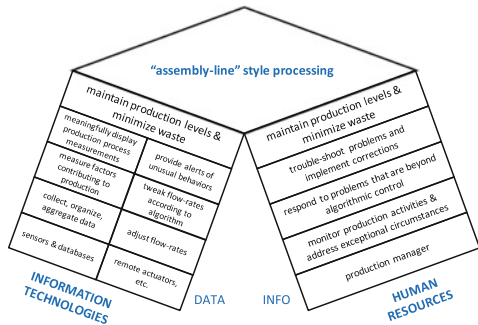 “assembly-line” style processing
maintain production levels &
minimize waste
meaningfully display
production process
measurements
provide alerts of
unusual behaviors
measure factors
contributing to
production
tweak flow-rates
according to
algorithm
collect, organize,
aggregate data
adjust flow-rates
sensors & databases
remote actuators,
etc.
INFORMATION
TECHNOLOGIES
DATA
maintain production levels &
minimize waste
trouble-shoot problems and
implement corrections
respond to problems that are beyond
algorithmic control
monitor production activities &
address exceptional circumstances
production manager
INFO
HUMAN
RESOURCES